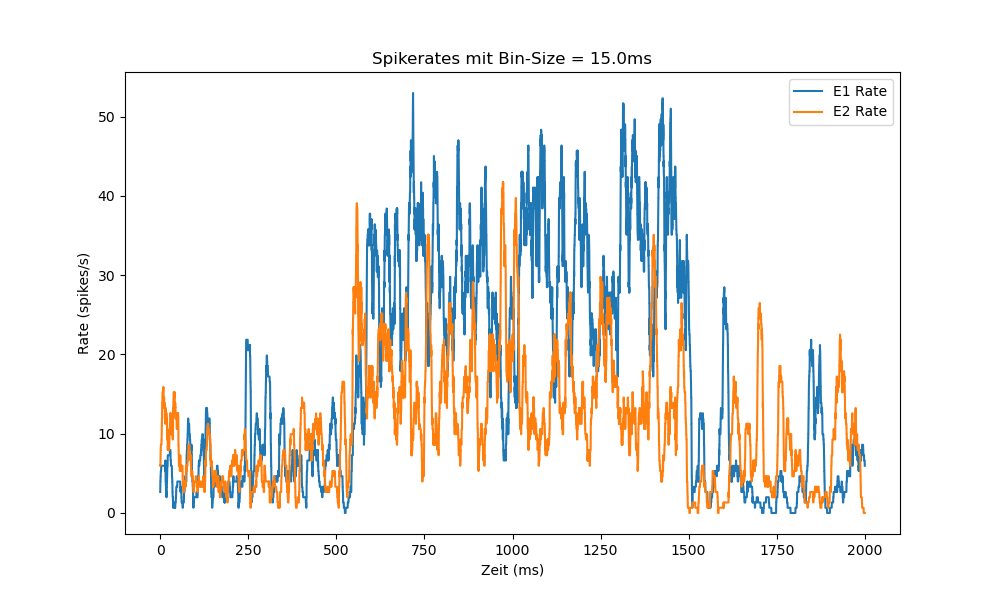 Spikerates mit Bin-Size = 15.0ms
E1 Rate
E2 Rate
Rate (spikes/s)
50
40
30
20
10
0
0 250 500 750 1000 1250 1500 1750 2000
Zeit (ms)